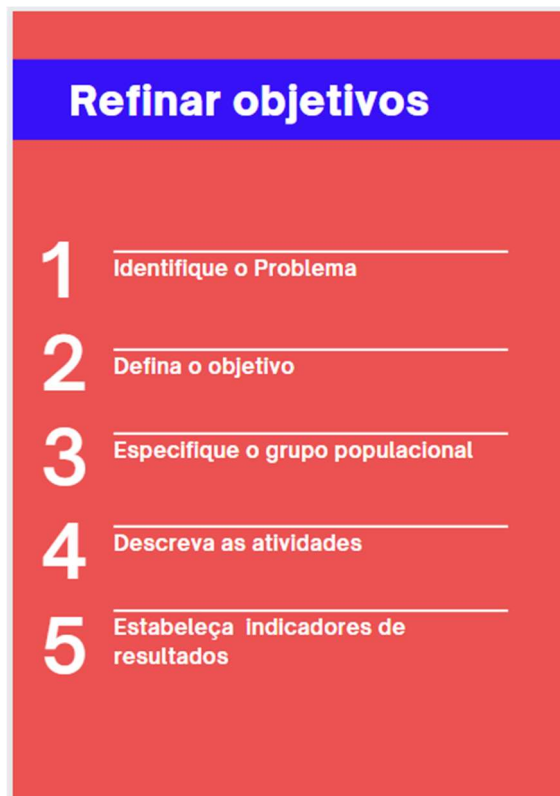 Refinar objetivos
1
Identifique o Problema
2
Defina o objetivo
3
Especifique o grupo populacional
4
Descreva as atividades
5
Estabeleça  indicadores de
resultados